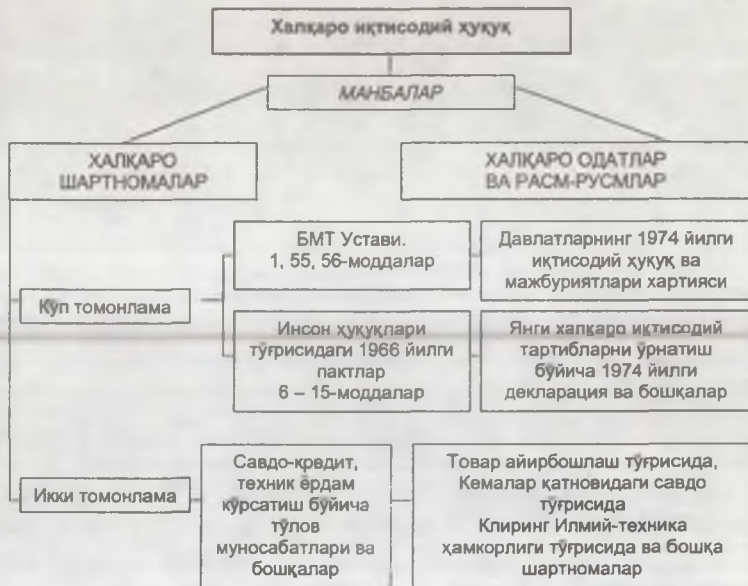 Халқаро иқтисодий ҳуқуқ
МАНБАЛАР
ХАЛҚАРО
ШАРТНОМАЛАР
ХАЛҚАРО ОДАТЛАР
ВА РАСМ-РУСМЛАР
Кўп томонлама
БМТ Устави.
1, 55, 56-моддалар
Давлатларнинг 1974 йилги
иқтисодий ҳуқуқ ва
мажбуриятлари хартияси
Инсон ҳуқуқлари
тўғрисидаги 1966 йилги
пактлар
6 – 15-моддалар
Янги халқаро иқтисодий
тартибларни ўрнатиш
бўйича 1974 йилги
декларация ва бошқалар
Икки томонлама
Савдо-кредит,
техник ёрдам
кўрсатиш бўйича
тўлов
муносабатлари ва
бошқалар
Товар айирбошлаш тўғрисида,
Кемалар қатновидаги савдо
тўғрисида
Клиринг Илмий-техника
ҳамкорлиги тўғрисида ва бошқа
шартномалар